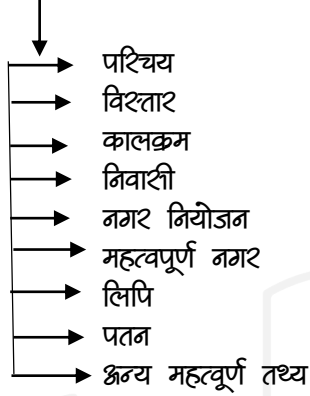 परिचय
विस्तार
कालक्रम
निवासी
नगर नियोजन
महत्वपूर्ण नगर
लिपि
पतन
अन्य महत्वूर्ण तथ्य